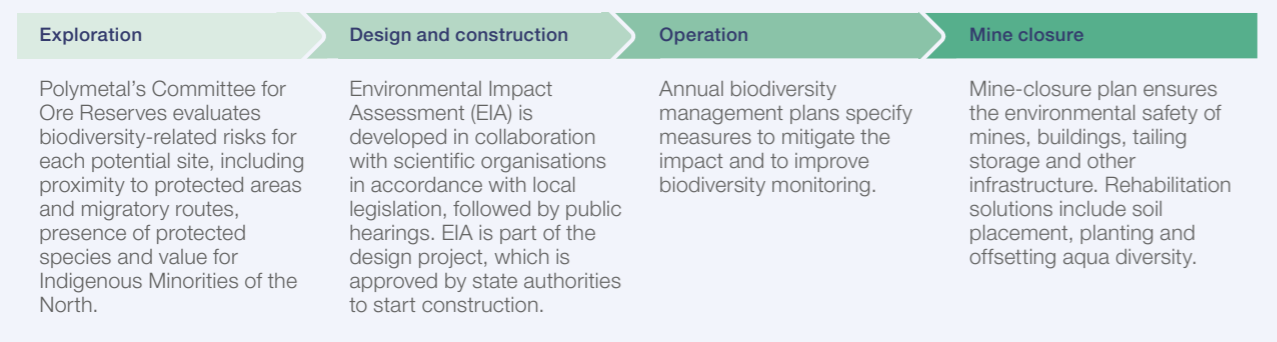 Exploration
Polymetal's Committee for
Ore Reserves evaluates
biodiversity-related risks for
each potential site, including
proximity to protected areas
and migratory routes,
presence of protected
species and value for
Indigenous Minorities of the
North.
Design and construction
Environmental Impact
Assessment (EIA) is
developed in collaboration
with scientific organisations
in accordance with local
legislation, followed by public
hearings. EIA is part of the
design project, which is
approved by state authorities
to start construction.
Operation
Annual biodiversity
management plans specify
measures to mitigate the
impact and to improve
biodiversity monitoring.
Mine closure
Mine-closure plan ensures
the environmental safety of
mines, buildings, tailing
storage and other
infrastructure. Rehabilitation
solutions include soil
placement, planting and
offsetting aqua diversity.